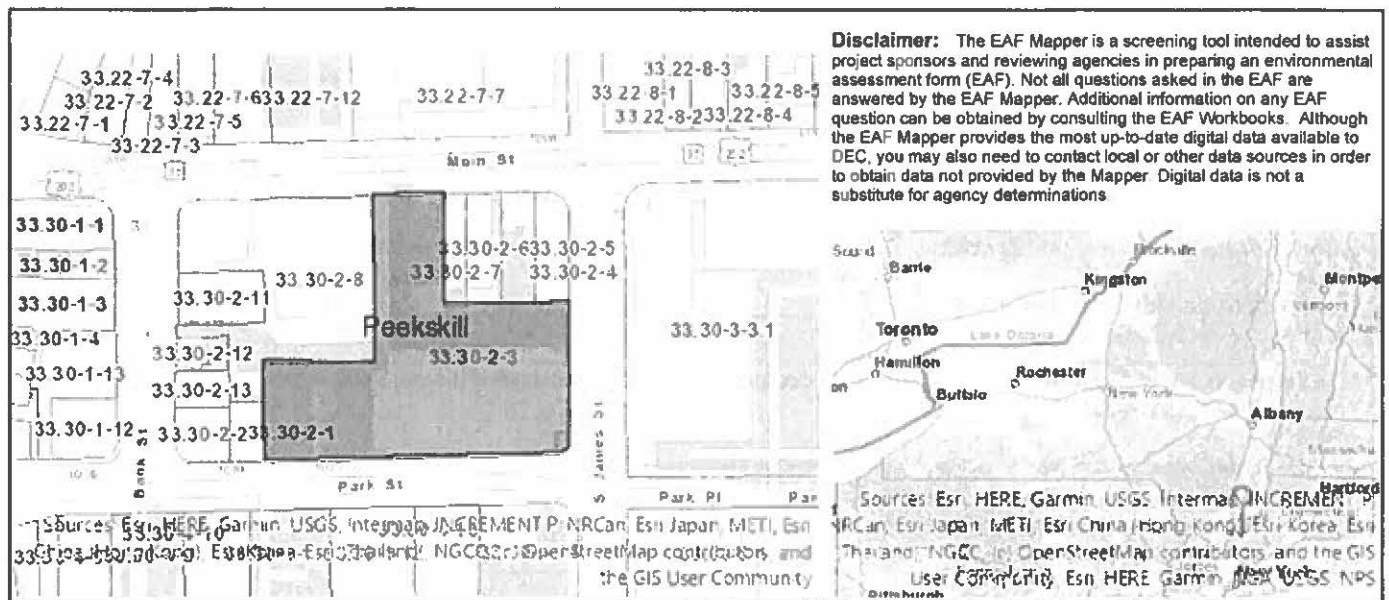 Disclaimer: The EAF Mapper is a screening tool intended to assist
project sponsors and reviewing agencies in preparing an environmental
assessment form (EAF). Not all questions asked in the EAF are
answered by the EAF Mapper. Additional information on any EAF
question can be obtained by consulting the EAF Workbooks. Although
the EAF Mapper provides the most up-to-date digital data available to
DEC, you may also need to contact local or other data sources in order
to obtain data not provided by the Mapper. Digital data is not a
substitute for agency determinations.
33.22-7-4
33.22-7-2 33.22-7-6 33.22-7-12 33.22-7-7
33.22-7-1 33.22-7-5
33.22-7-3
33.22-8-3
33.22-8-1 33.22-8-5
33.22-8-2 33.22-8-4
Main St
202
33.30-1-1
33.30-1-2
33.30-1-3
33.30-1-4
33.30-1-13
33.30-1-12
33.30-2-6 33.30-2-5
33.30-2-7 33.30-2-4
33.30-2-8
33.30-2-11
Peekskill
33.30-2-3
33.30-3-3.1
33.30-2-12
33.30-2-13
33.30-2-2 33.30-2-1
Bank St
Park St
S James St
Park Pl
Sources: Esri, HERE, Garmin, USGS, Intermap, INCREMENT P, NRCan, Esri Japan, METI, Esri
China (Hong Kong), Esri Korea, Esri (Thailand), NGCC, (c) OpenStreetMap contributors, and
the GIS User Community
Barrie
Brockville
Kingston
Montpe
Toronto
Lake Ontario
Hamilton
Rochester
Buffalo
New York
Albany
Hartford
Sources: Esri, HERE, Garmin, USGS, Intermap, INCREMENT P,
NRCan, Esri Japan, METI, Esri China (Hong Kong), Esri Korea, Esri
Thailand, NGCC, (c) OpenStreetMap contributors, and the GIS
User Community, Esri, HERE, Garmin, USGS, NPS
New York
Pittsburgh